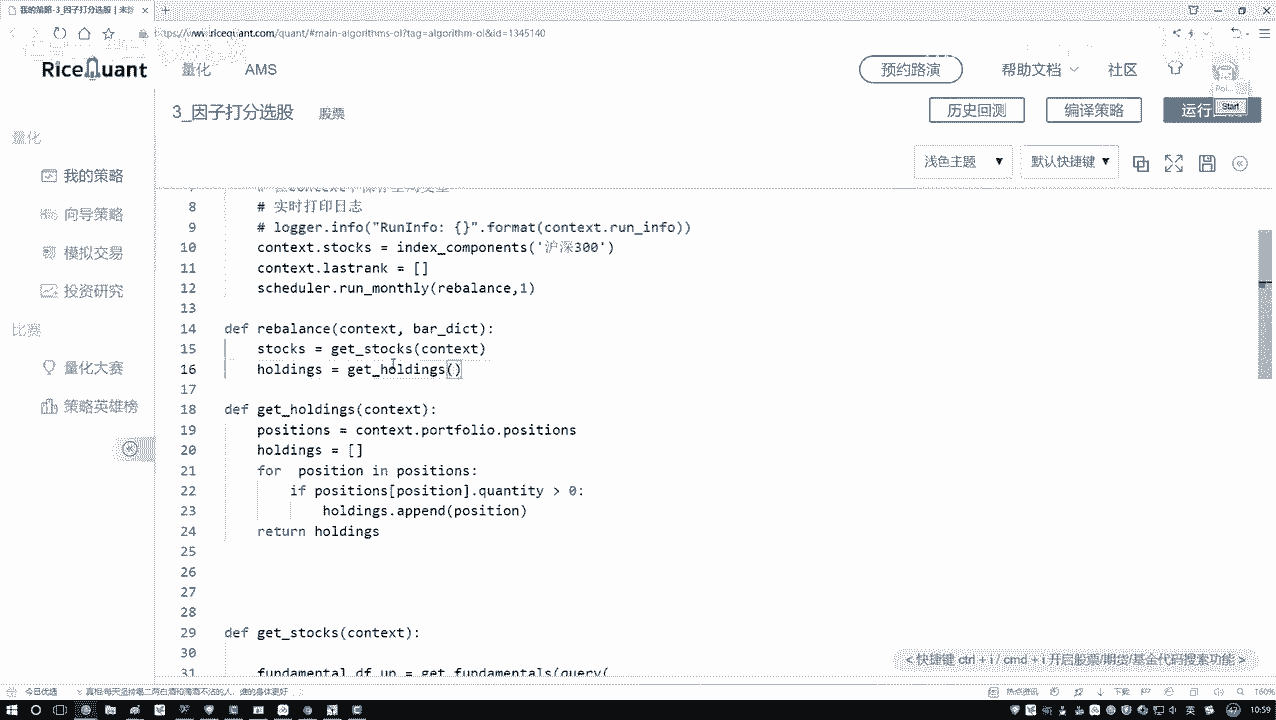 我的策略-3_因子打分选股
ttps://www.ricequant.com/quant/#main-algorithms-ol?tag=algorithm-ol&id=1345140
RiceQuant
量化
AMS
预约路演
帮助文档
社区
3_因子打分选股
股票
历史回测
编译策略
运行
Start
浅色主题
默认快捷键
量化
我的策略
向导策略
模拟交易
投资研究
比赛
量化大赛
策略英雄榜
8 # 实时打印日志
9 # logger.info("RunInfo: {}".format(context.run_info))
10 context.stocks = index_components('沪深300')
11 context.lastrank = []
12 scheduler.run_monthly(rebalance,1)
13
14 def rebalance(context, bar_dict):
15 stocks = get_stocks(context)
16 holdings = get_holdings()
17
18 def get_holdings(context):
19 positions = context.portfolio.positions
20 holdings = []
21 for  position in positions:
22 if positions[position].quantity > 0:
23 holdings.append(position)
24 return holdings
25
26
27
28
29 def get_stocks(context):
30
31 fundamental_df_up = get_fundamentals(query(
< 快捷键 ctrl + i / cmd + i 开启股票/期货/基金代码搜索功能 >
今日优选
热点资讯
下载
160%
英
10:59